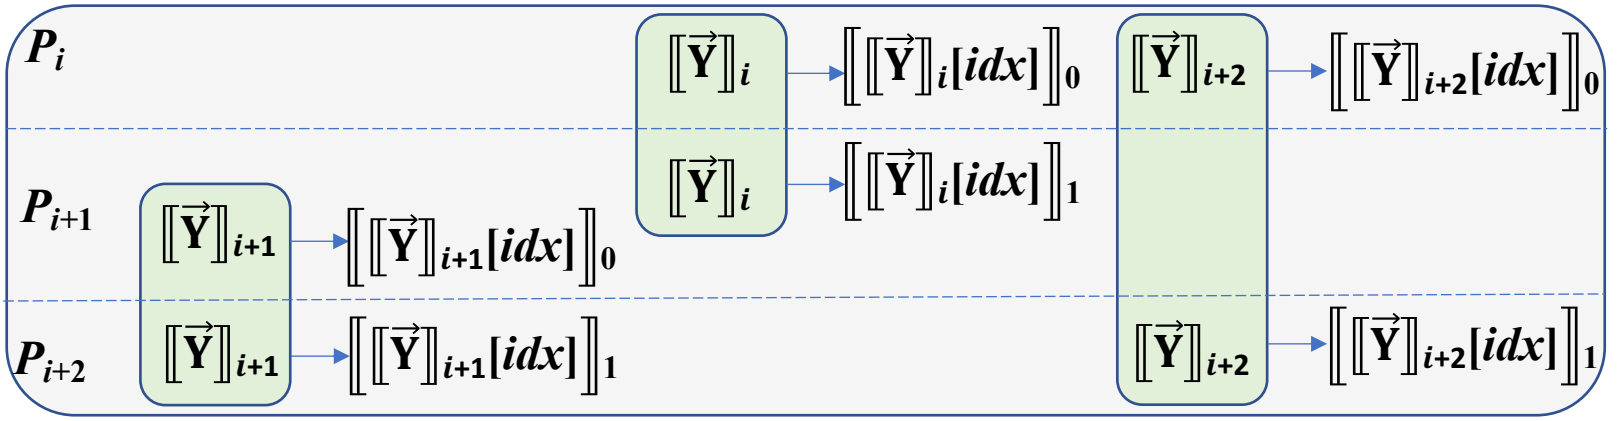 P_i ⟦Y⃗⟧_i ⟦⟦Y⃗⟧_i[idx]⟧_0 ⟦Y⃗⟧_{i+2} ⟦⟦Y⃗⟧_{i+2}[idx]⟧_0
P_{i+1} ⟦Y⃗⟧_i ⟦⟦Y⃗⟧_i[idx]⟧_1
⟦Y⃗⟧_{i+1} ⟦⟦Y⃗⟧_{i+1}[idx]⟧_0
P_{i+2} ⟦Y⃗⟧_{i+1} ⟦⟦Y⃗⟧_{i+1}[idx]⟧_1 ⟦Y⃗⟧_{i+2} ⟦⟦Y⃗⟧_{i+2}[idx]⟧_1